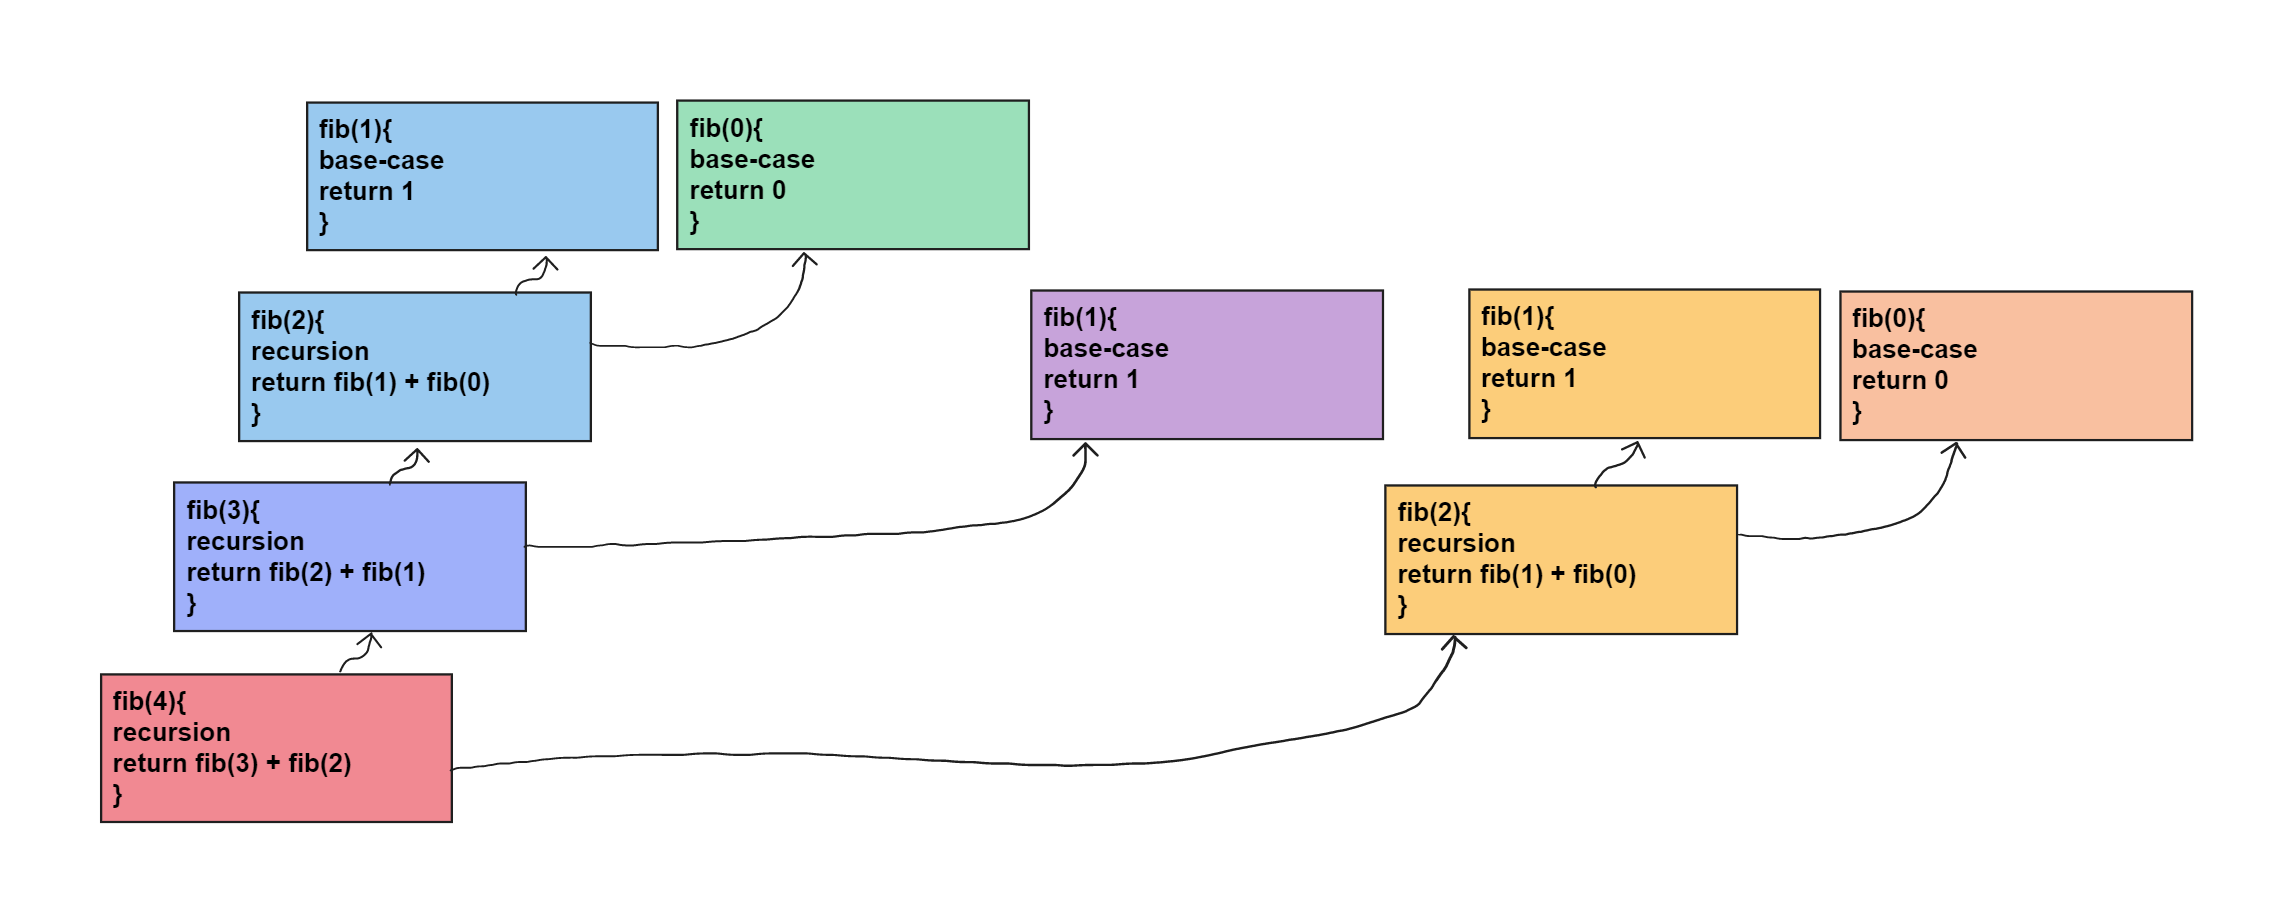 fib(1){
base-case
return 1
}
fib(0){
base-case
return 0
}
fib(2){
recursion
return fib(1) + fib(0)
}
fib(1){
base-case
return 1
}
fib(1){
base-case
return 1
}
fib(0){
base-case
return 0
}
fib(3){
recursion
return fib(2) + fib(1)
}
fib(2){
recursion
return fib(1) + fib(0)
}
fib(4){
recursion
return fib(3) + fib(2)
}